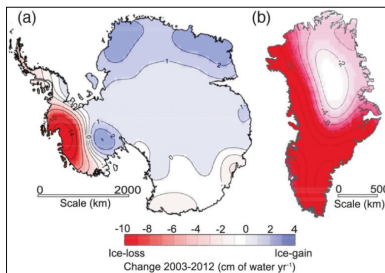 (a)
(b)
0 2000
Scale (km)
0 500
Scale (km)
-10 -8 -6 -4 -2 0 2 4
Ice-loss Ice-gain
Change 2003-2012 (cm of water yr⁻¹)